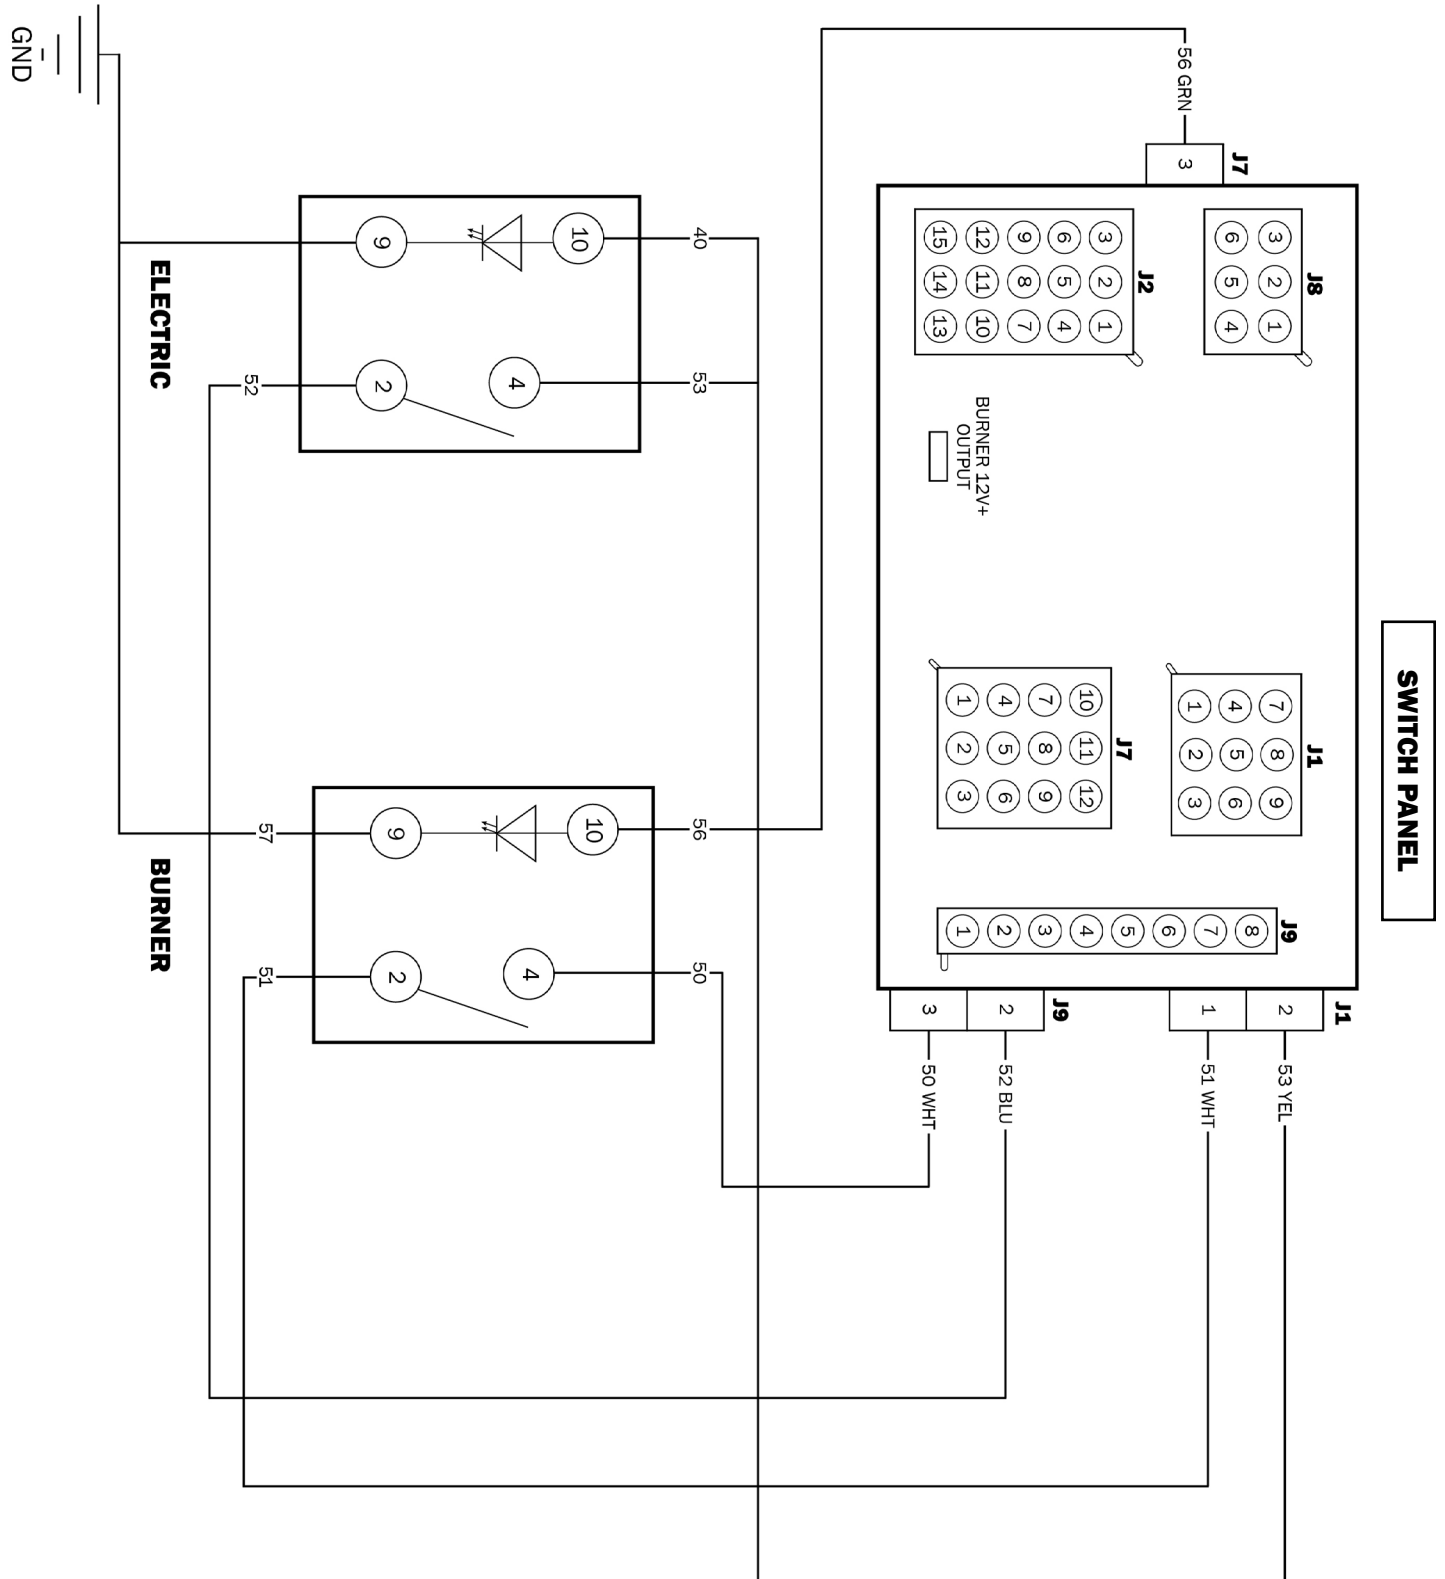 SWITCH PANEL
J7
3
56 GRN
J8
3 2 1
6 5 4
J2
3 2 1
6 5 4
9 8 7
12 11 10
15 14 13
BURNER 12V+
OUTPUT
J1
7 8 9
4 5 6
1 2 3
J7
10 11 12
7 8 9
4 5 6
1 2 3
J9
8
7
6
5
4
3
2
1
J1
2
1
J9
2
3
53 YEL
51 WHT
52 BLU
50 WHT
40
53
10
9
4
2
52
ELECTRIC
56
50
10
9
4
2
57
51
BURNER
GND